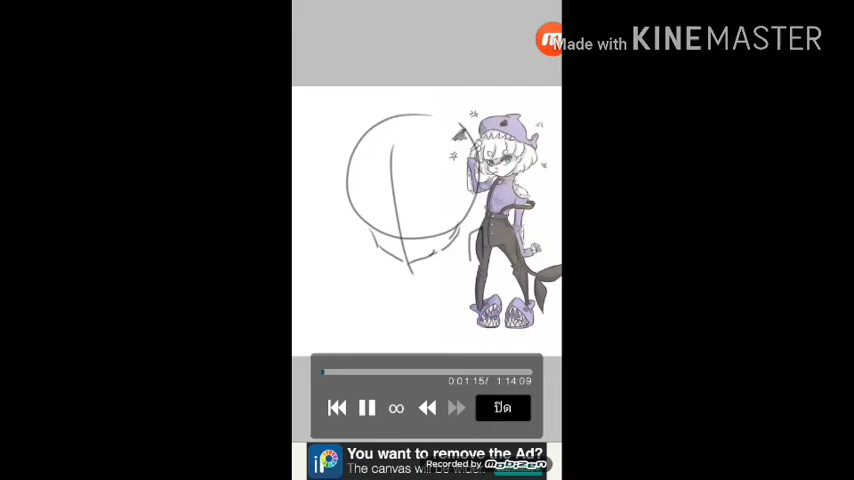 Made with KINEMASTER
0:01:15/ 1:14:09
ปิด
You want to remove the Ad?
The canvas will be wider.
Recorded by MOBIZEN